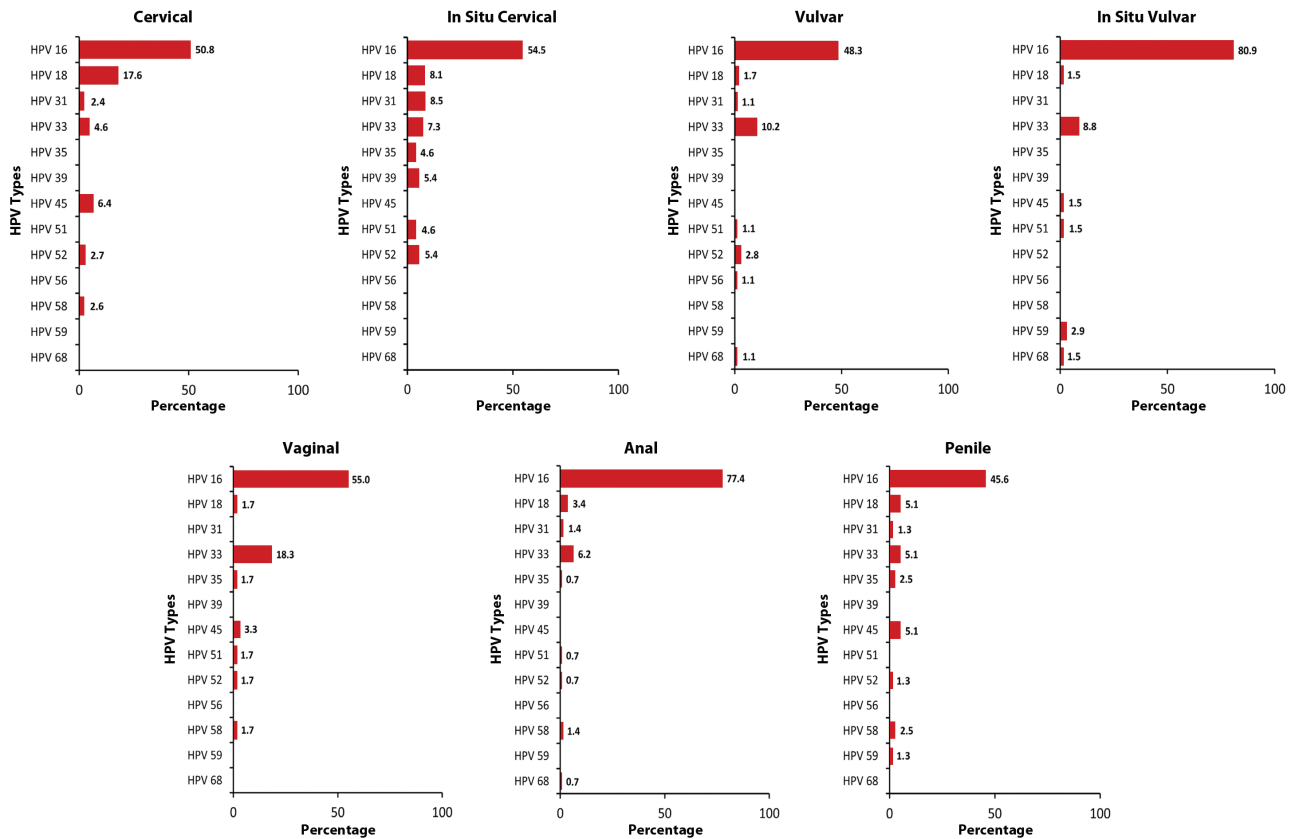 Cervical
HPV Types
HPV 16 50.8
HPV 18 17.6
HPV 31 2.4
HPV 33 4.6
HPV 35
HPV 39
HPV 45 6.4
HPV 51
HPV 52 2.7
HPV 56
HPV 58 2.6
HPV 59
HPV 68
0 50 100
Percentage
In Situ Cervical
HPV Types
HPV 16 54.5
HPV 18 8.1
HPV 31 8.5
HPV 33 7.3
HPV 35 4.6
HPV 39 5.4
HPV 45
HPV 51 4.6
HPV 52 5.4
HPV 56
HPV 58
HPV 59
HPV 68
0 50 100
Percentage
Vulvar
HPV Types
HPV 16 48.3
HPV 18 1.7
HPV 31 1.1
HPV 33 10.2
HPV 35
HPV 39
HPV 45
HPV 51 1.1
HPV 52 2.8
HPV 56 1.1
HPV 58
HPV 59
HPV 68 1.1
0 50 100
Percentage
In Situ Vulvar
HPV Types
HPV 16 80.9
HPV 18 1.5
HPV 31
HPV 33 8.8
HPV 35
HPV 39
HPV 45 1.5
HPV 51 1.5
HPV 52
HPV 56
HPV 58
HPV 59 2.9
HPV 68 1.5
0 50 100
Percentage
Vaginal
HPV Types
HPV 16 55.0
HPV 18 1.7
HPV 31
HPV 33 18.3
HPV 35 1.7
HPV 39
HPV 45 3.3
HPV 51 1.7
HPV 52 1.7
HPV 56
HPV 58 1.7
HPV 59
HPV 68
0 50 100
Percentage
Anal
HPV Types
HPV 16 77.4
HPV 18 3.4
HPV 31 1.4
HPV 33 6.2
HPV 35 0.7
HPV 39
HPV 45
HPV 51 0.7
HPV 52 0.7
HPV 56
HPV 58 1.4
HPV 59
HPV 68 0.7
0 50 100
Percentage
Penile
HPV Types
HPV 16 45.6
HPV 18 5.1
HPV 31 1.3
HPV 33 5.1
HPV 35 2.5
HPV 39
HPV 45 5.1
HPV 51
HPV 52 1.3
HPV 56
HPV 58 2.5
HPV 59 1.3
HPV 68
0 50 100
Percentage